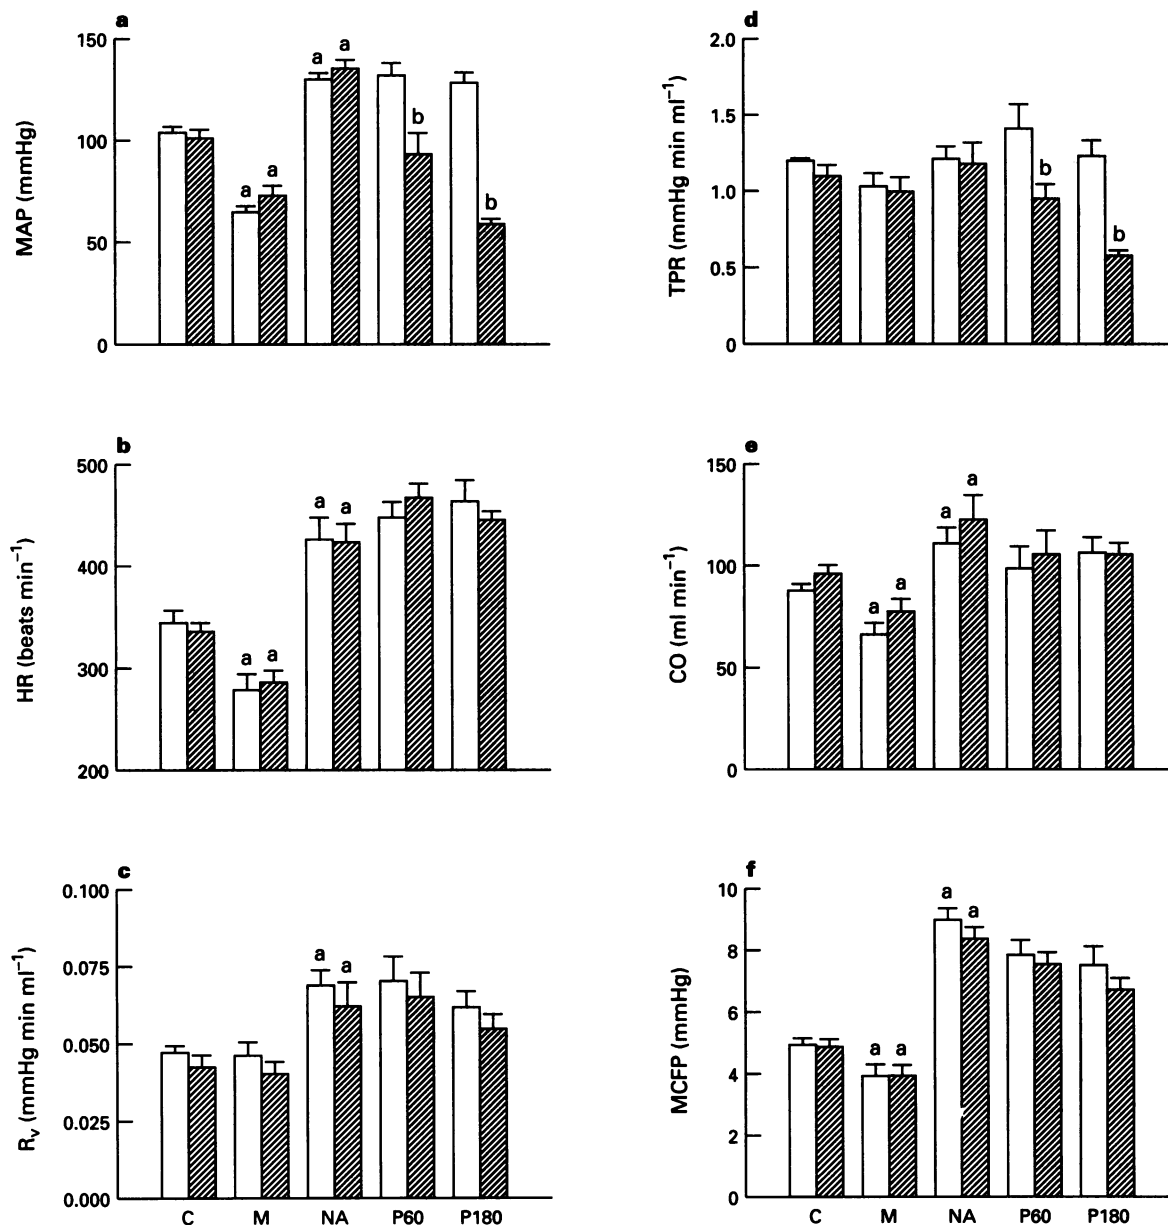 a
MAP (mmHg)
150
100
50
0
a
a
a
a
b
b
d
TPR (mmHg min ml⁻¹)
2.0
1.5
1.0
0.5
0
b
b
b
HR (beats min⁻¹)
500
400
300
200
a
a
a
a
e
CO (ml min⁻¹)
150
100
50
0
a
a
a
a
c
Rᵥ (mmHg min ml⁻¹)
0.100
0.075
0.050
0.025
0.000
a
a
C M NA P60 P180
f
MCFP (mmHg)
10
8
6
4
2
0
a
a
a
a
C M NA P60 P180